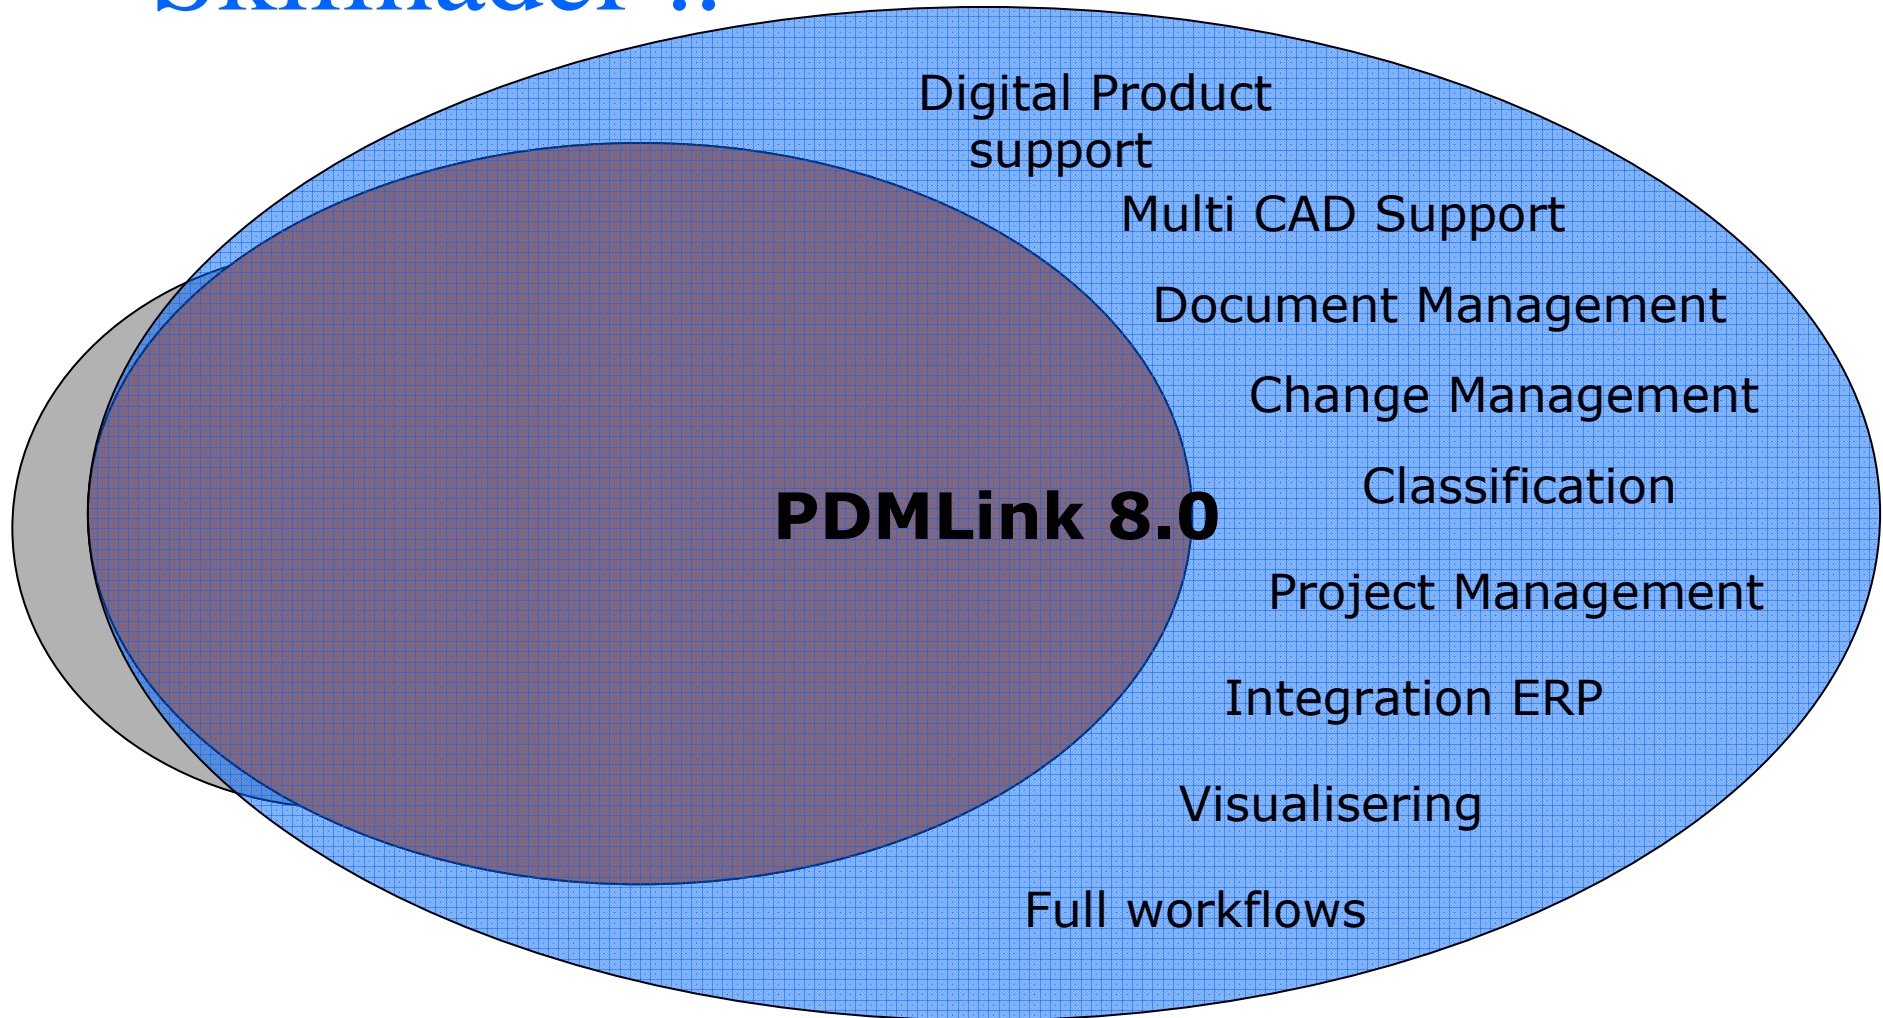 Digital Product
support
Multi CAD Support
Document Management
Change Management
Classification
PDMLink 8.0
Project Management
Integration ERP
Visualisering
Full workflows